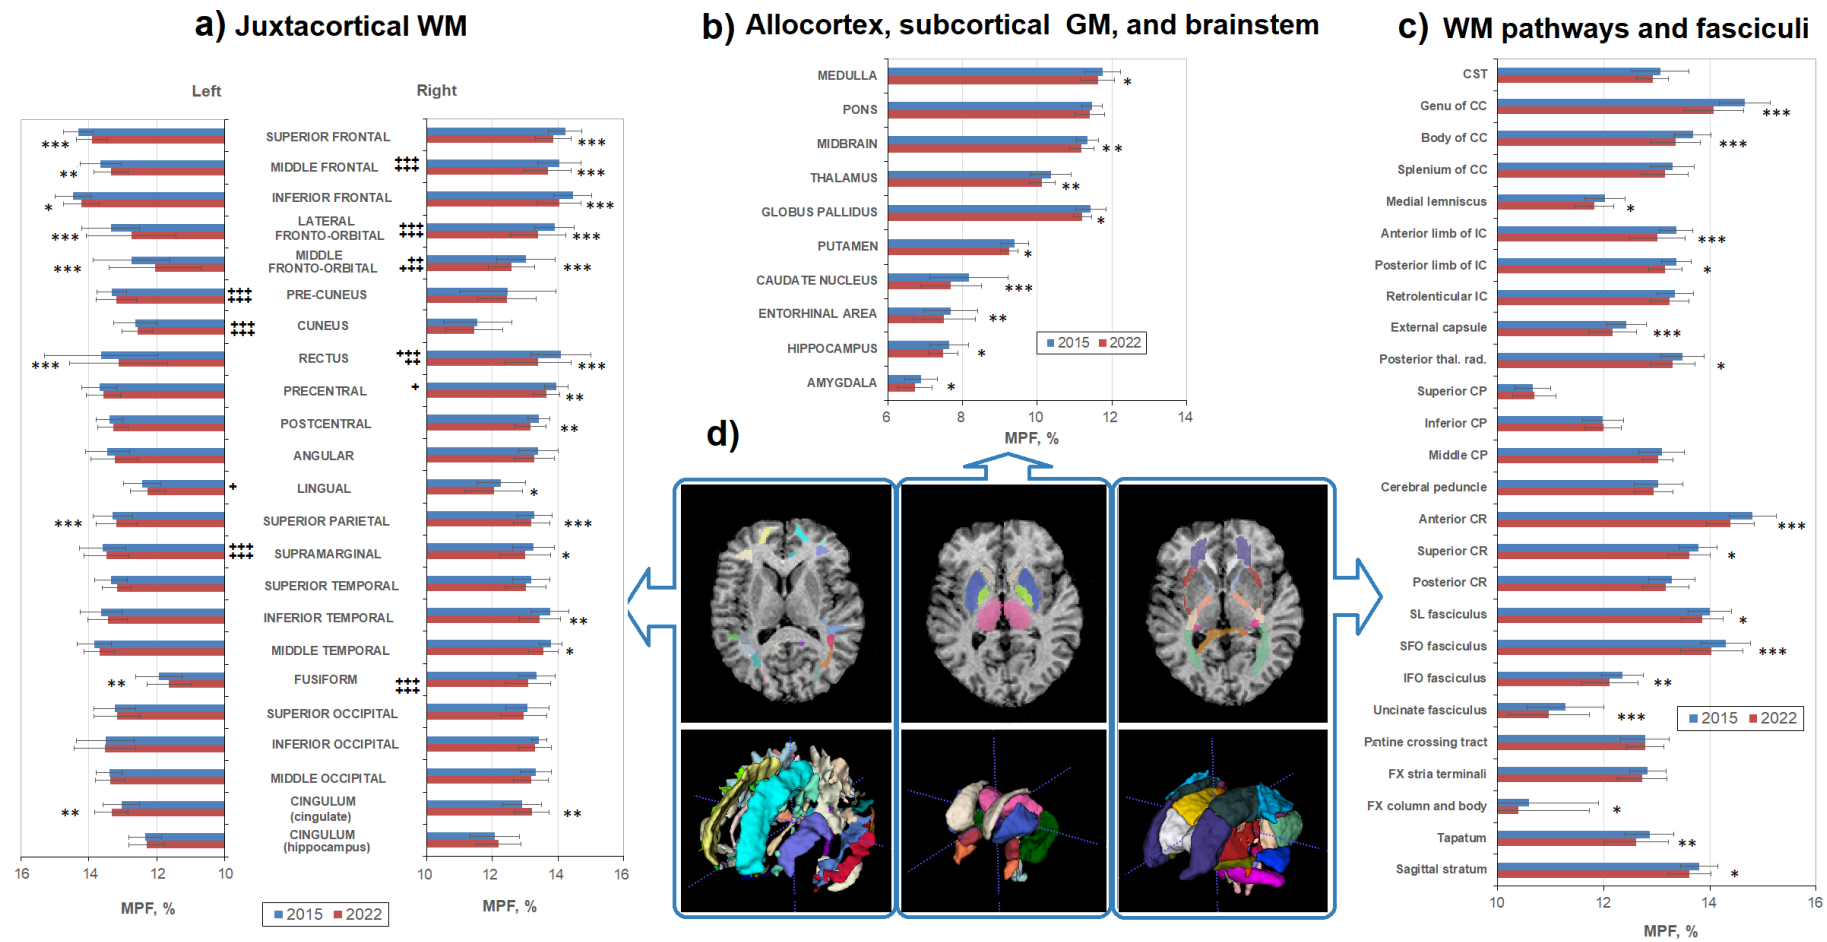 a) Juxtacortical WM
Left
Right
SUPERIOR FRONTAL
***
***
MIDDLE FRONTAL
**
+++
+++
***
INFERIOR FRONTAL
*
***
LATERAL
FRONTO-ORBITAL
***
+++
+++
***
MIDDLE
FRONTO-ORBITAL
***
++
+++
***
PRE-CUNEUS
+++
+++
CUNEUS
+++
+++
RECTUS
***
+++
++
***
PRECENTRAL
+
**
POSTCENTRAL
**
ANGULAR
LINGUAL
+
*
SUPERIOR PARIETAL
***
***
SUPRAMARGINAL
+++
+++
*
SUPERIOR TEMPORAL
INFERIOR TEMPORAL
**
MIDDLE TEMPORAL
*
FUSIFORM
**
+++
+++
SUPERIOR OCCIPITAL
INFERIOR OCCIPITAL
MIDDLE OCCIPITAL
CINGULUM
(cingulate)
**
**
CINGULUM
(hippocampus)
16 14 12 10
10 12 14 16
MPF, %
MPF, %
2015 2022
b) Allocortex, subcortical GM, and brainstem
MEDULLA
*
PONS
MIDBRAIN
**
THALAMUS
**
GLOBUS PALLIDUS
*
PUTAMEN
*
CAUDATE NUCLEUS
***
ENTORHINAL AREA
**
HIPPOCAMPUS
*
AMYGDALA
*
2015 2022
6 8 10 12 14
MPF, %
c) WM pathways and fasciculi
CST
Genu of CC
***
Body of CC
***
Splenium of CC
Medial lemniscus
*
Anterior limb of IC
***
Posterior limb of IC
*
Retrolenticular IC
External capsule
***
Posterior thal. rad.
*
Superior CP
Inferior CP
Middle CP
Cerebral peduncle
Anterior CR
***
Superior CR
*
Posterior CR
SL fasciculus
*
SFO fasciculus
***
IFO fasciculus
**
Uncinate fasciculus
***
2015 2022
crossing tract
FX stria terminali
FX column and body
*
Tapatum
**
Sagittal stratum
*
10 12 14 16
MPF, %
d)